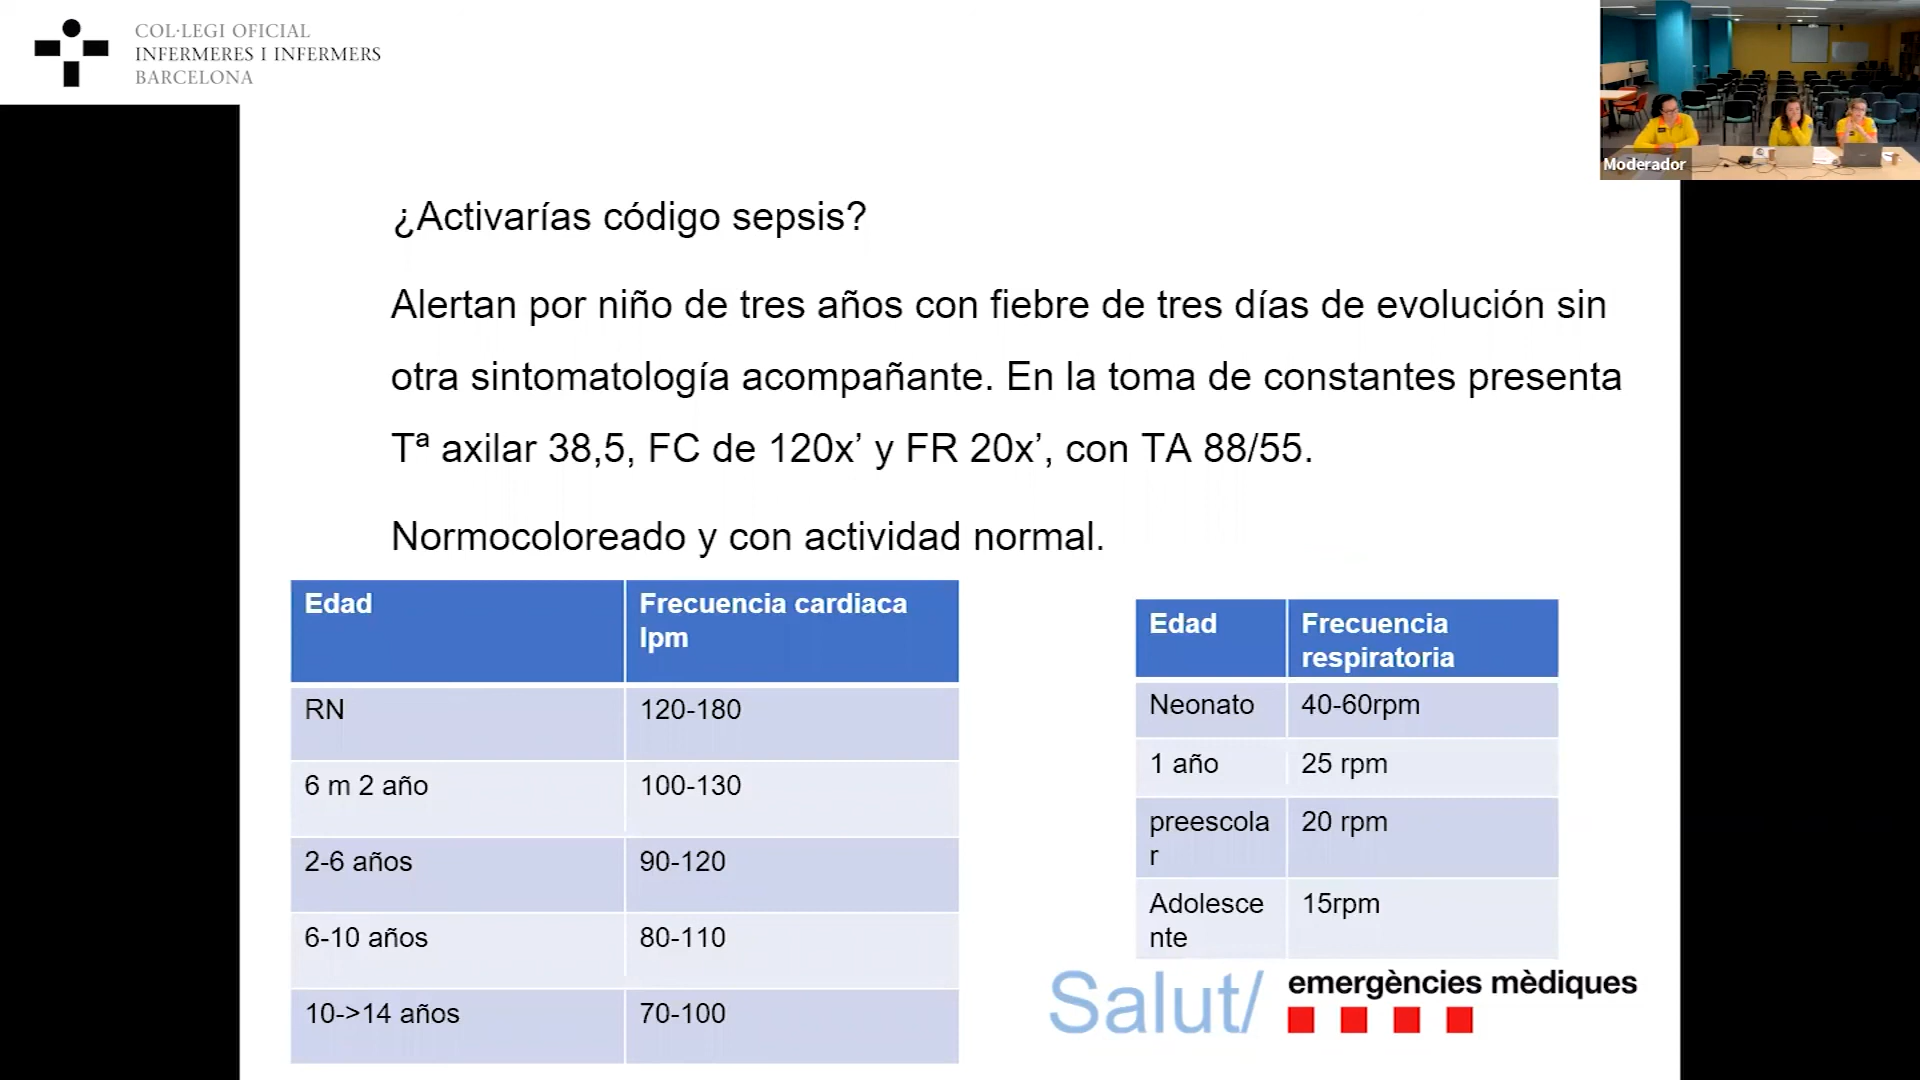 COL·LEGI OFICIAL
INFERMERES I INFERMERS
BARCELONA
Moderador
¿Activarías código sepsis?
Alertan por niño de tres años con fiebre de tres días de evolución sin
otra sintomatología acompañante. En la toma de constantes presenta
Tª axilar 38,5, FC de 120x’ y FR 20x’, con TA 88/55.
Normocoloreado y con actividad normal.
Edad Frecuencia cardiaca
lpm
RN 120-180
6 m 2 año 100-130
2-6 años 90-120
6-10 años 80-110
10->14 años 70-100
Edad Frecuencia
respiratoria
Neonato 40-60rpm
1 año 25 rpm
preescola 20 rpm
r
Adolesce 15rpm
nte
Salut/ emergències mèdiques